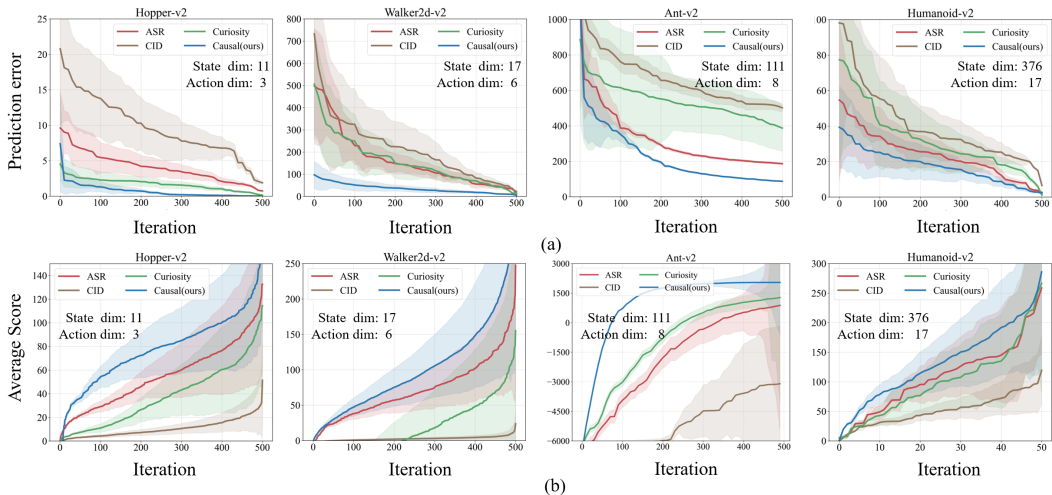 Hopper-v2
Prediction error
25
20
15
10
5
0
ASR
Curiosity
CID
Causal(ours)
State dim: 11
Action dim: 3
0 100 200 300 400 500
Iteration
Walker2d-v2
800
700
600
500
400
300
200
100
0
ASR
Curiosity
CID
Causal(ours)
State dim: 17
Action dim: 6
0 100 200 300 400 500
Iteration
Ant-v2
1000
800
600
400
200
0
ASR
Curiosity
CID
Causal(ours)
State dim: 111
Action dim: 8
0 100 200 300 400 500
Iteration
Humanoid-v2
100
80
60
40
20
0
ASR
Curiosity
CID
Causal(ours)
State dim: 376
Action dim: 17
0 100 200 300 400 500
Iteration
(a)
Hopper-v2
Average Score
140
120
100
80
60
40
20
0
ASR
Curiosity
CID
Causal(ours)
State dim: 11
Action dim: 3
0 100 200 300 400 500
Iteration
Walker2d-v2
250
200
150
100
50
0
ASR
Curiosity
CID
Causal(ours)
State dim: 17
Action dim: 6
0 100 200 300 400 500
Iteration
Ant-v2
1500
0
−1500
−3000
−4500
−6000
ASR
Curiosity
CID
Causal(ours)
State dim: 111
Action dim: 8
0 100 200 300 400 500
Iteration
Humanoid-v2
300
250
200
150
100
50
0
ASR
Curiosity
CID
Causal(ours)
State dim: 376
Action dim: 17
0 10 20 30 40 50
Iteration
(b)